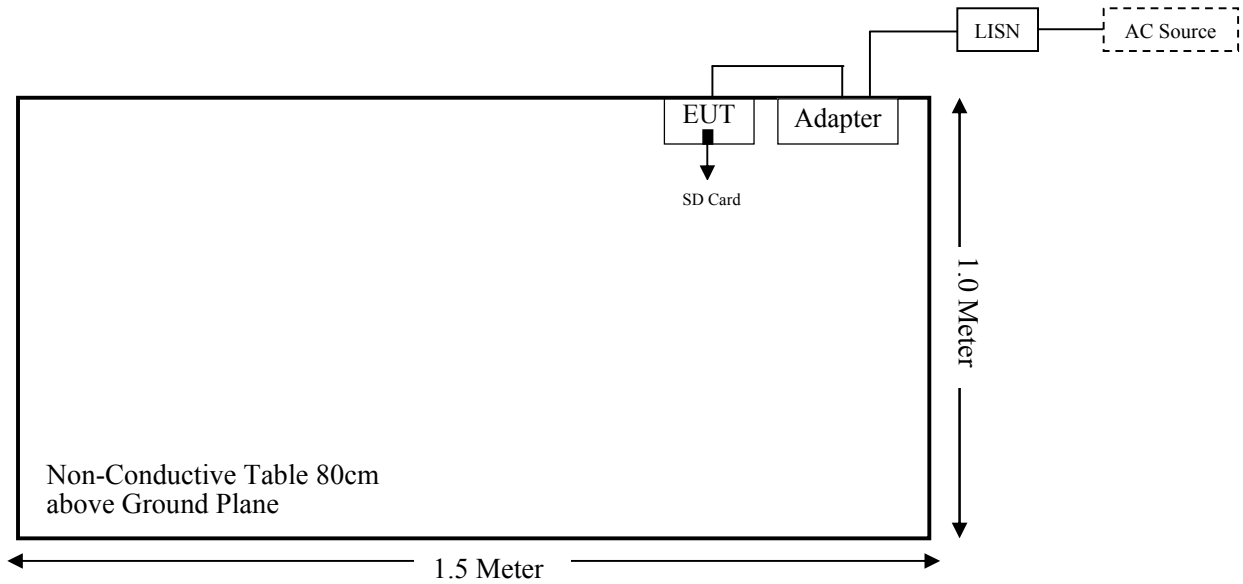 LISN
AC Source
EUT
Adapter
SD Card
1.0 Meter
Non-Conductive Table 80cm
above Ground Plane
1.5 Meter